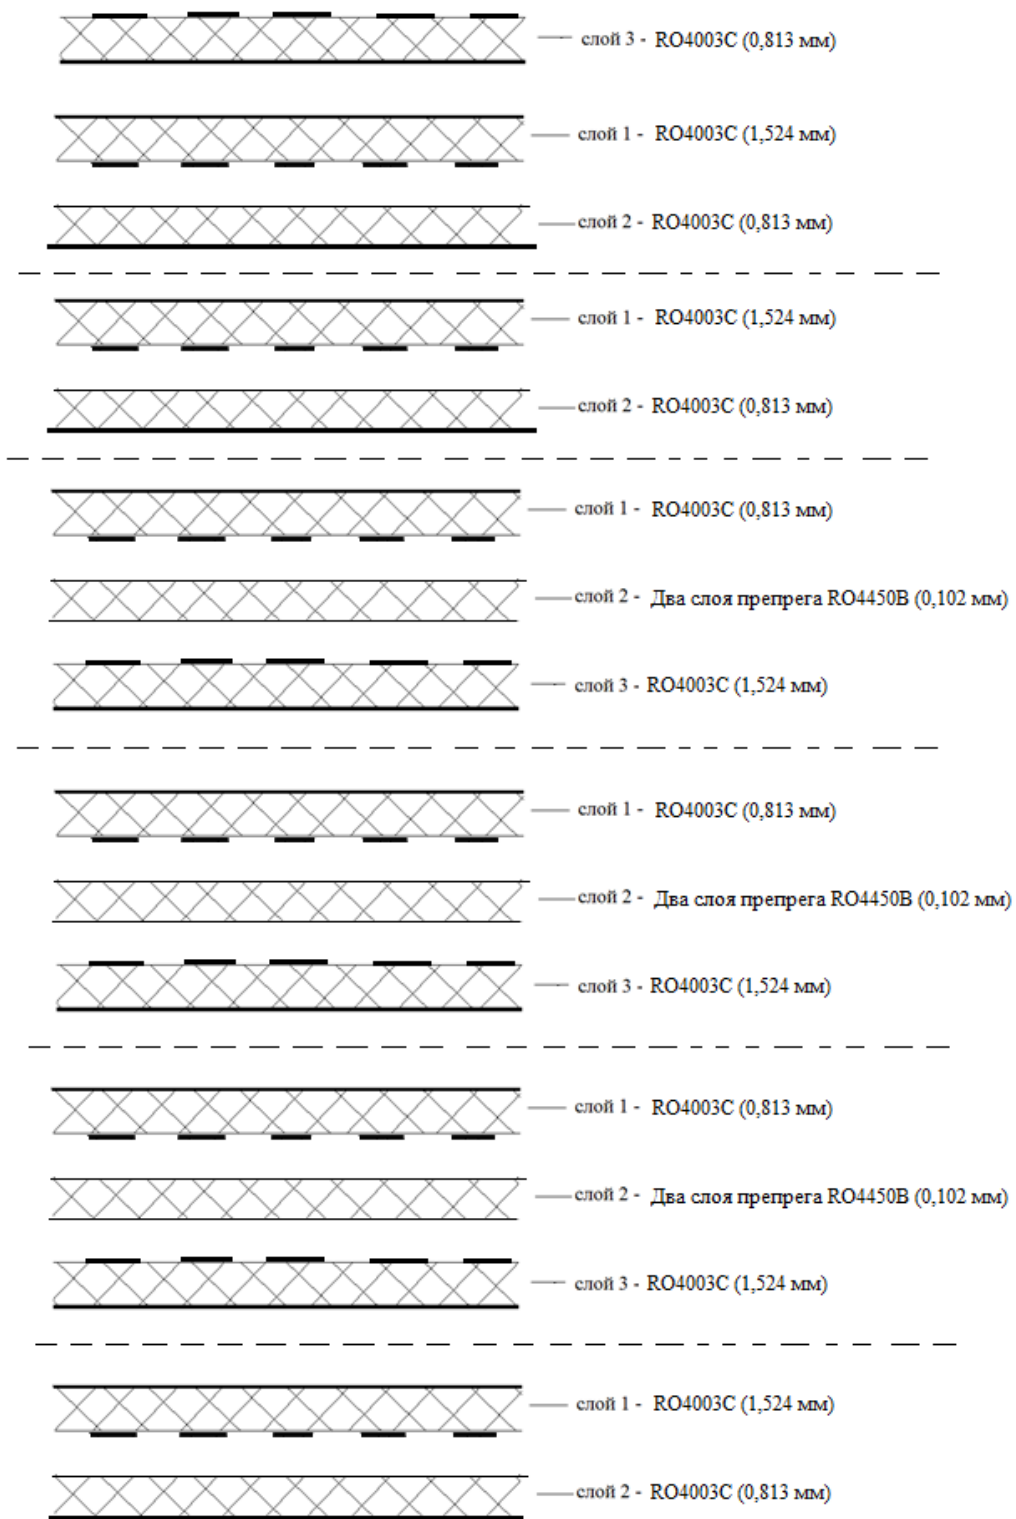 слой 3 - RO4003C (0,813 мм)
слой 1 - RO4003C (1,524 мм)
слой 2 - RO4003C (0,813 мм)
слой 1 - RO4003C (1,524 мм)
слой 2 - RO4003C (0,813 мм)
слой 1 - RO4003C (0,813 мм)
слой 2 - Два слоя препрега RO4450B (0,102 мм)
слой 3 - RO4003C (1,524 мм)
слой 1 - RO4003C (0,813 мм)
слой 2 - Два слоя препрега RO4450B (0,102 мм)
слой 3 - RO4003C (1,524 мм)
слой 1 - RO4003C (0,813 мм)
слой 2 - Два слоя препрега RO4450B (0,102 мм)
слой 3 - RO4003C (1,524 мм)
слой 1 - RO4003C (1,524 мм)
слой 2 - RO4003C (0,813 мм)